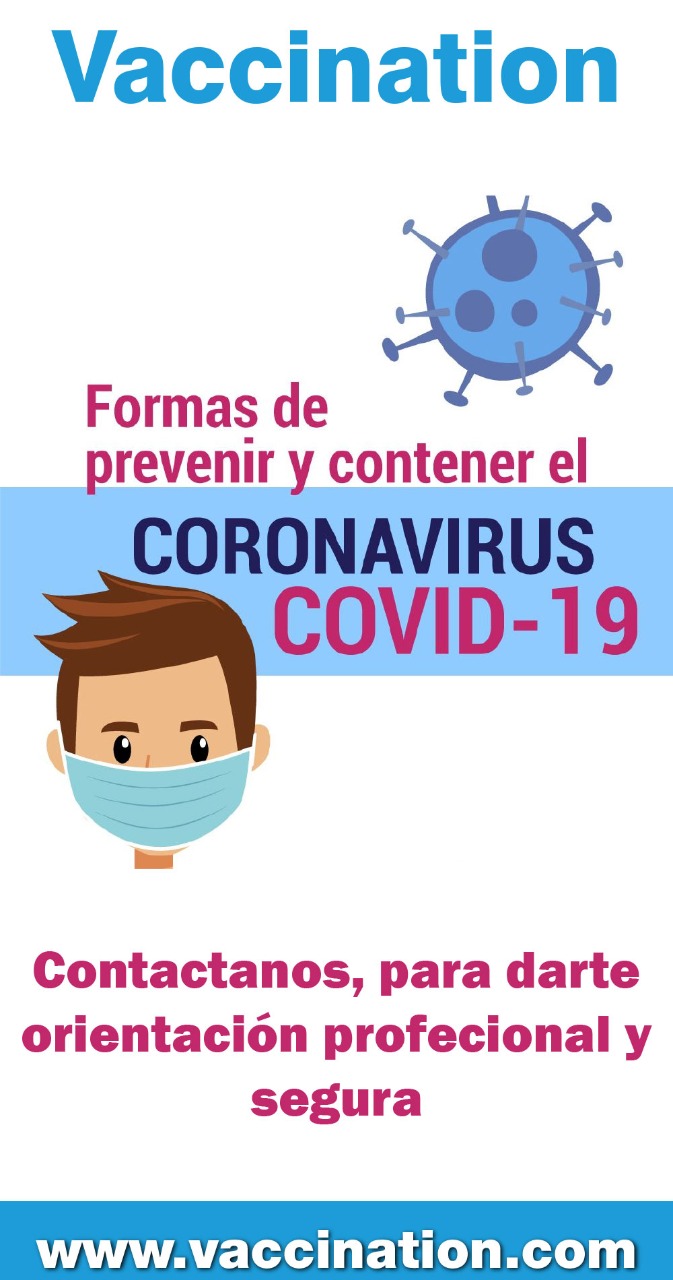 Vaccination
Formas de
prevenir y contener el
CORONAVIRUS
COVID-19
Contactanos, para darte
orientación profecional y
segura
www.vaccination.com